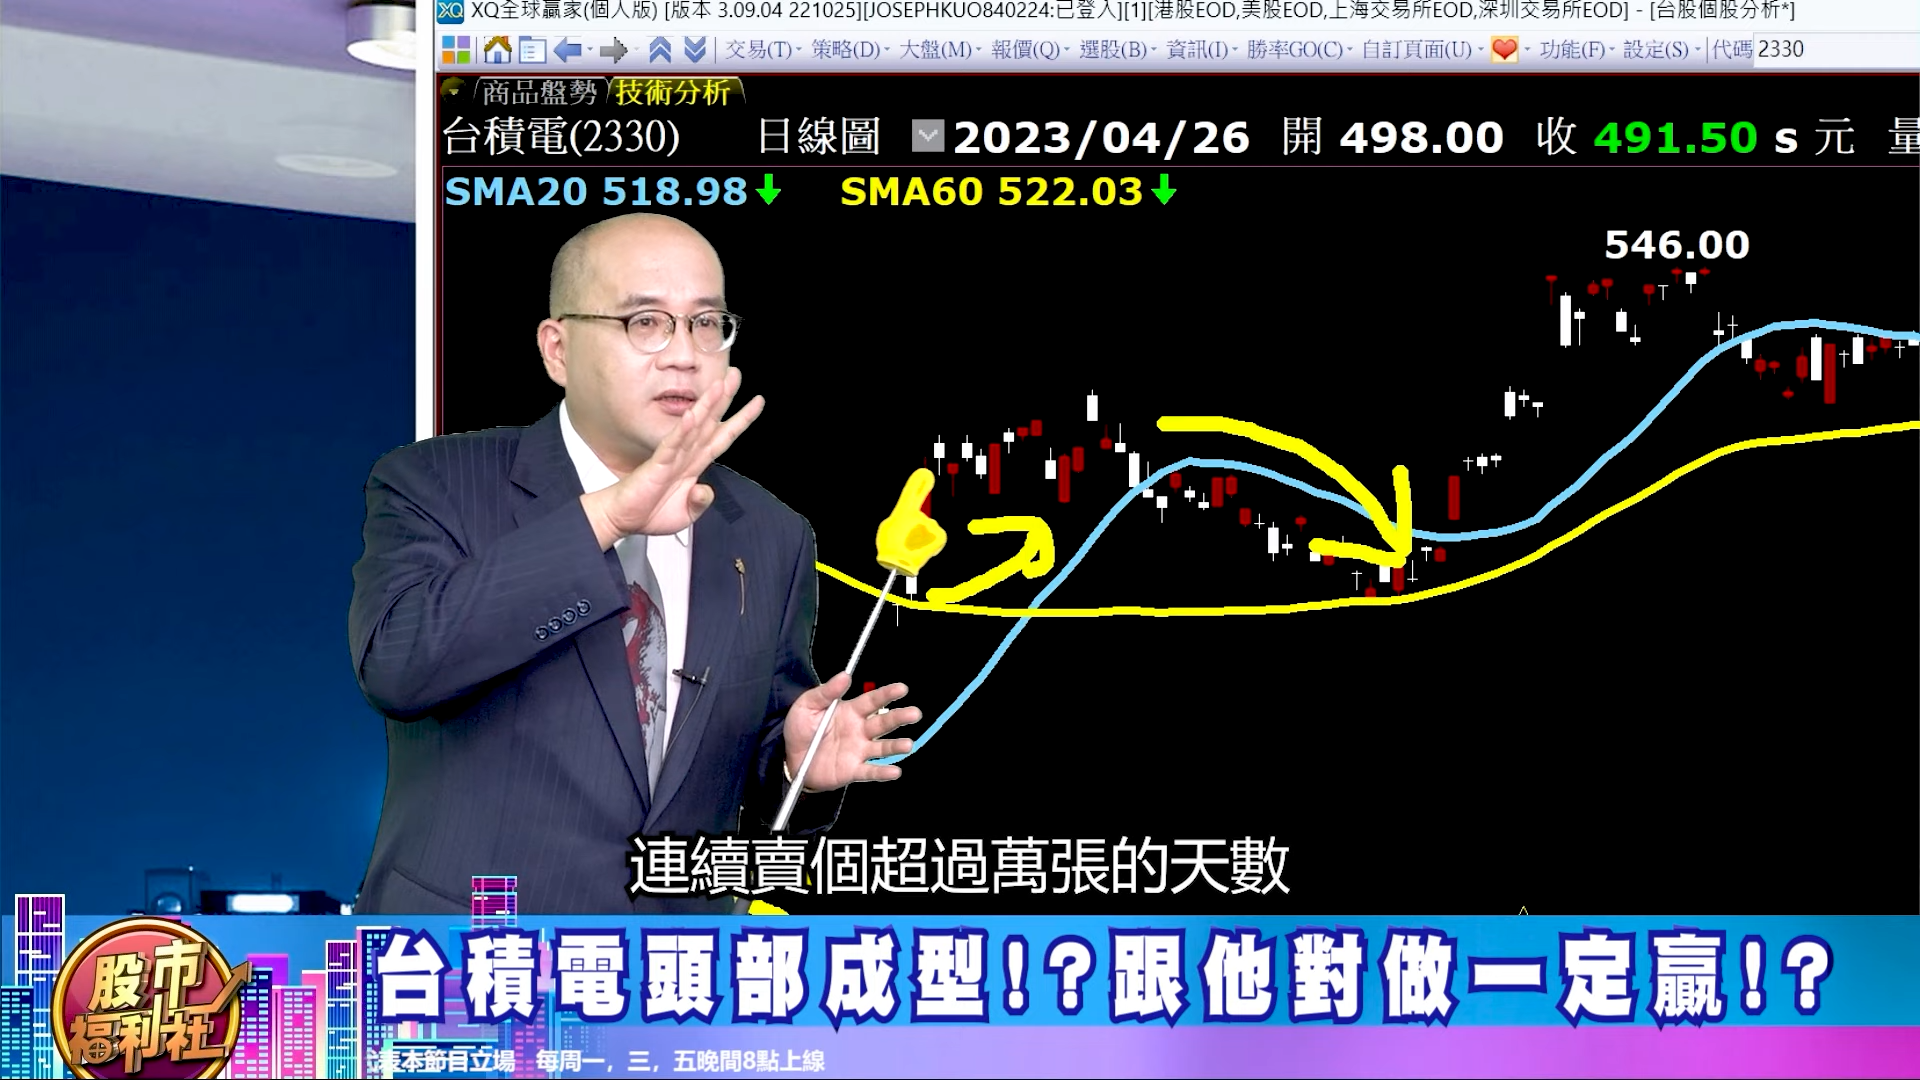 XQ全球贏家(個人版) [版本 3.09.04 221025][JOSEPHKUO840224:已登入][1][港股EOD,美股EOD,上海交易所EOD,深圳交易所EOD] - [台股個股分析*]
交易(T) 策略(D) 大盤(M) 報價(Q) 選股(B) 資訊(I) 勝率GO(C) 自訂頁面(U) 功能(F) 設定(S) 代碼 2330
商品盤勢 技術分析
台積電(2330) 日線圖 2023/04/26 開 498.00 收 491.50 s 元 量
SMA20 518.98↓ SMA60 522.03↓
546.00
連續賣個超過萬張的天數
台積電頭部成型!?跟他對做一定贏!?
股市
福利社
表本節目立場 每周一，三，五晚間8點上線